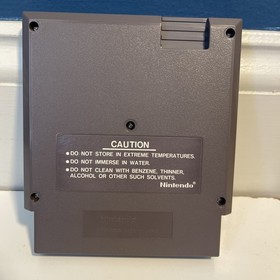 CAUTION
● DO NOT STORE IN EXTREME TEMPERATURES.
● DO NOT IMMERSE IN WATER.
● DO NOT CLEAN WITH BENZENE, THINNER,
ALCOHOL OR OTHER SUCH SOLVENTS.
Nintendo®